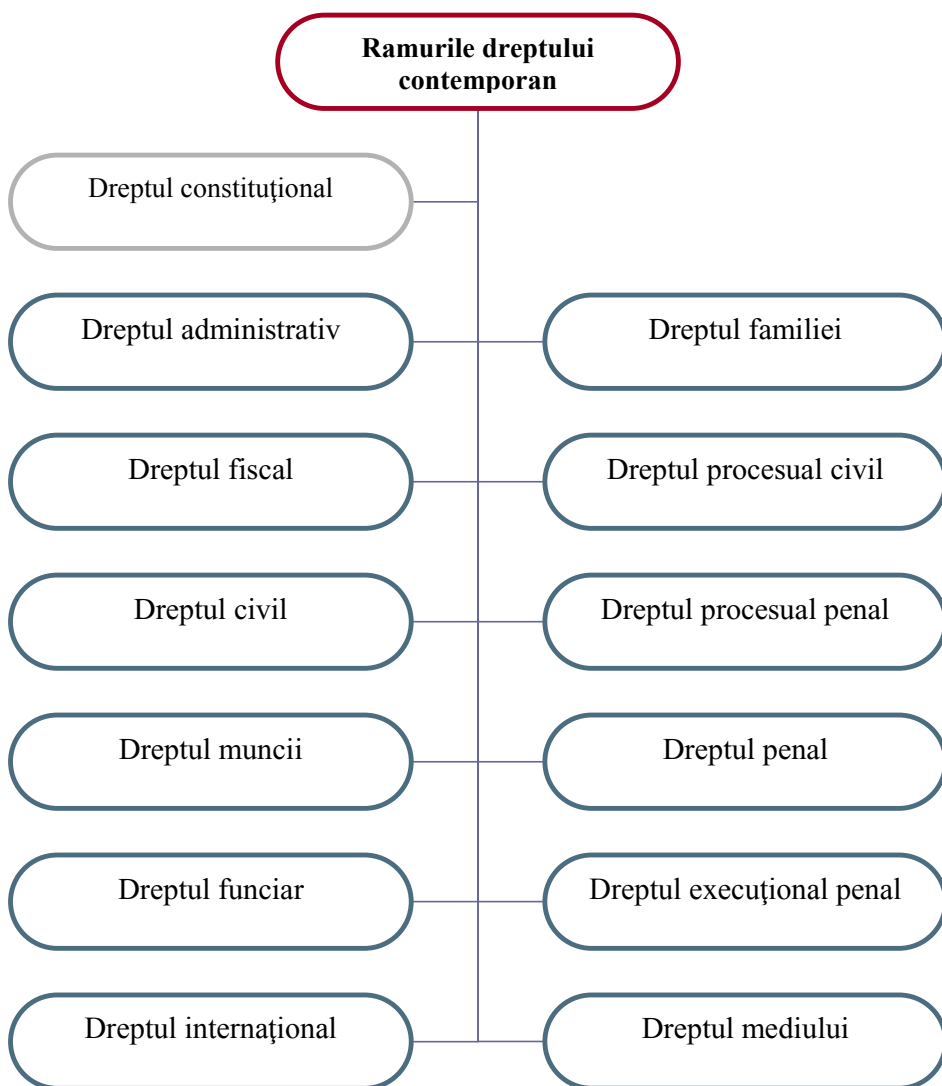 Ramurile dreptului
contemporan
Dreptul constituţional
Dreptul administrativ
Dreptul familiei
Dreptul fiscal
Dreptul procesual civil
Dreptul civil
Dreptul procesual penal
Dreptul muncii
Dreptul penal
Dreptul funciar
Dreptul execuţional penal
Dreptul internaţional
Dreptul mediului